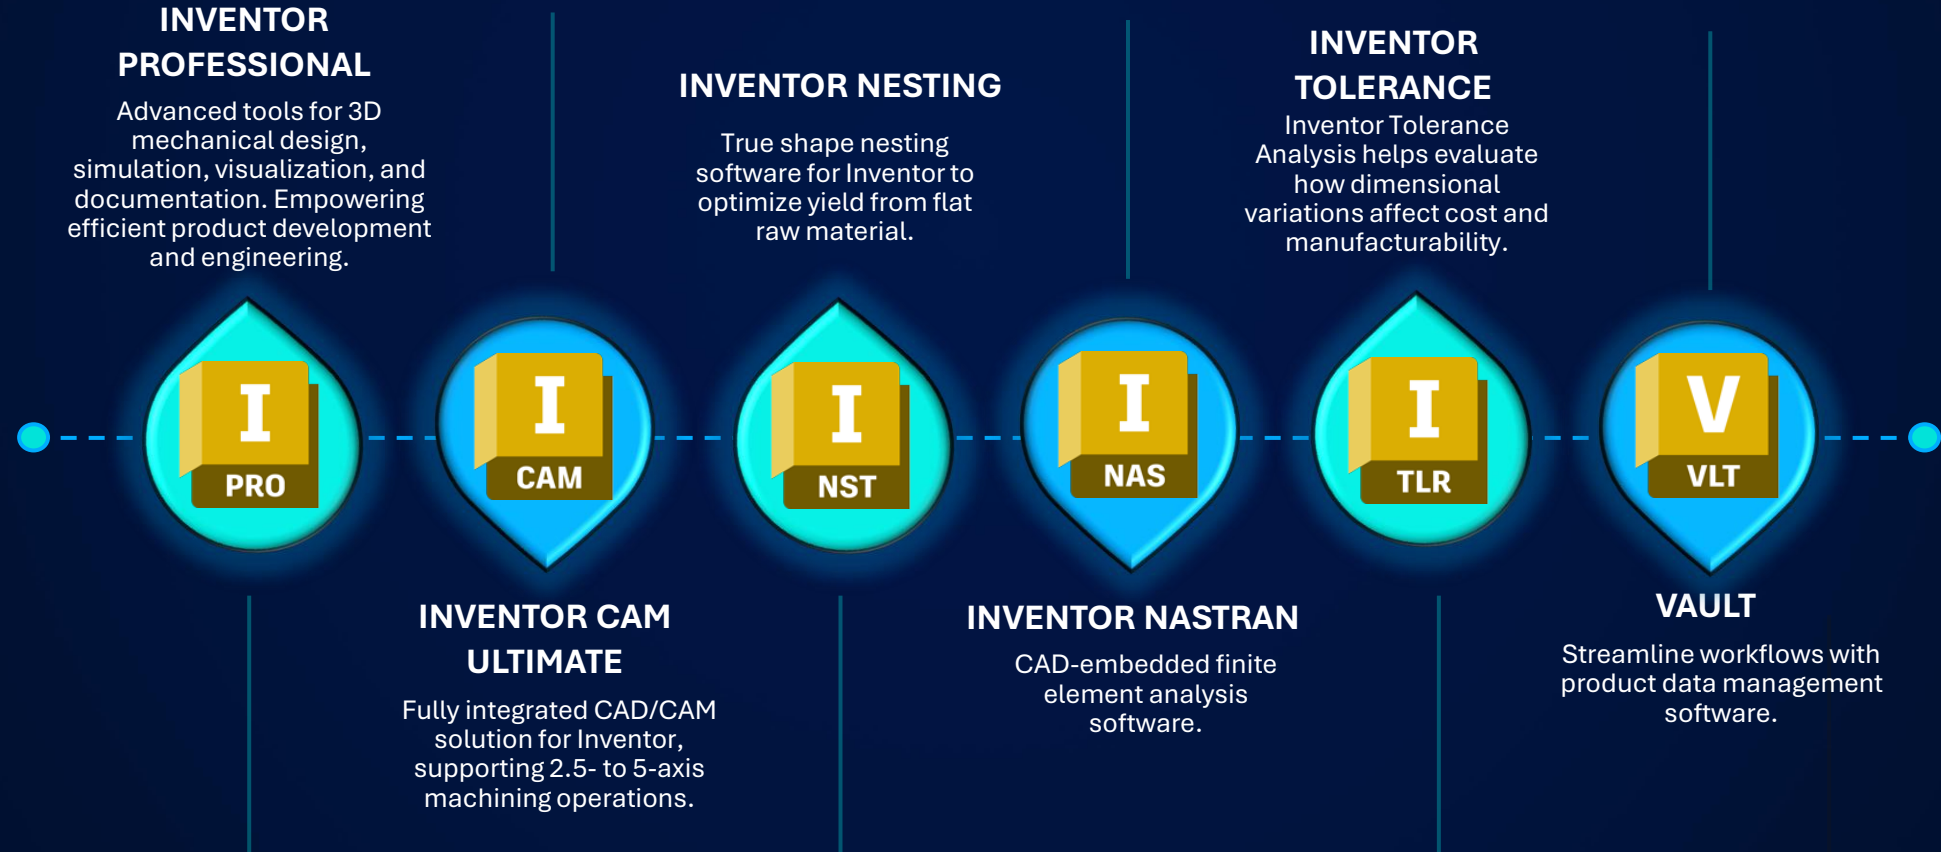 INVENTOR
PROFESSIONAL
Advanced tools for 3D
mechanical design,
simulation, visualization, and
documentation. Empowering
efficient product development
and engineering.
I
PRO
I
CAM
INVENTOR CAM
ULTIMATE
Fully integrated CAD/CAM
solution for Inventor,
supporting 2.5- to 5-axis
machining operations.
INVENTOR NESTING
True shape nesting
software for Inventor to
optimize yield from flat
raw material.
I
NST
I
NAS
INVENTOR NASTRAN
CAD-embedded finite
element analysis
software.
INVENTOR
TOLERANCE
Inventor Tolerance
Analysis helps evaluate
how dimensional
variations affect cost and
manufacturability.
I
TLR
V
VLT
VAULT
Streamline workflows with
product data management
software.